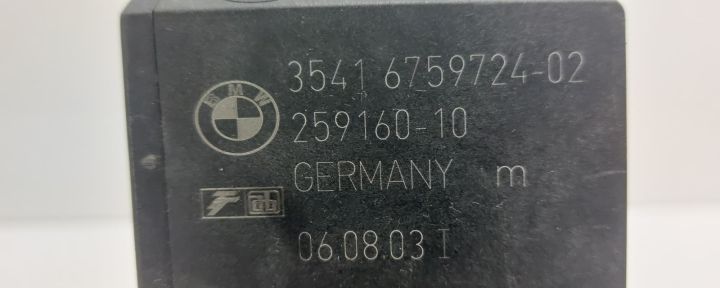 BMW
3541 6759724-02
259160-10
GERMANY m
06.08.03 I